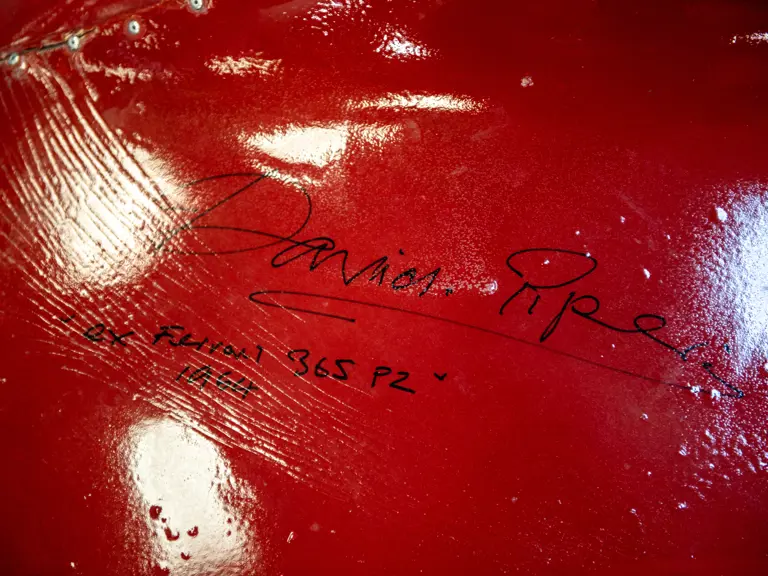 David Piper
"ex Ferrari 365 P2"
1964